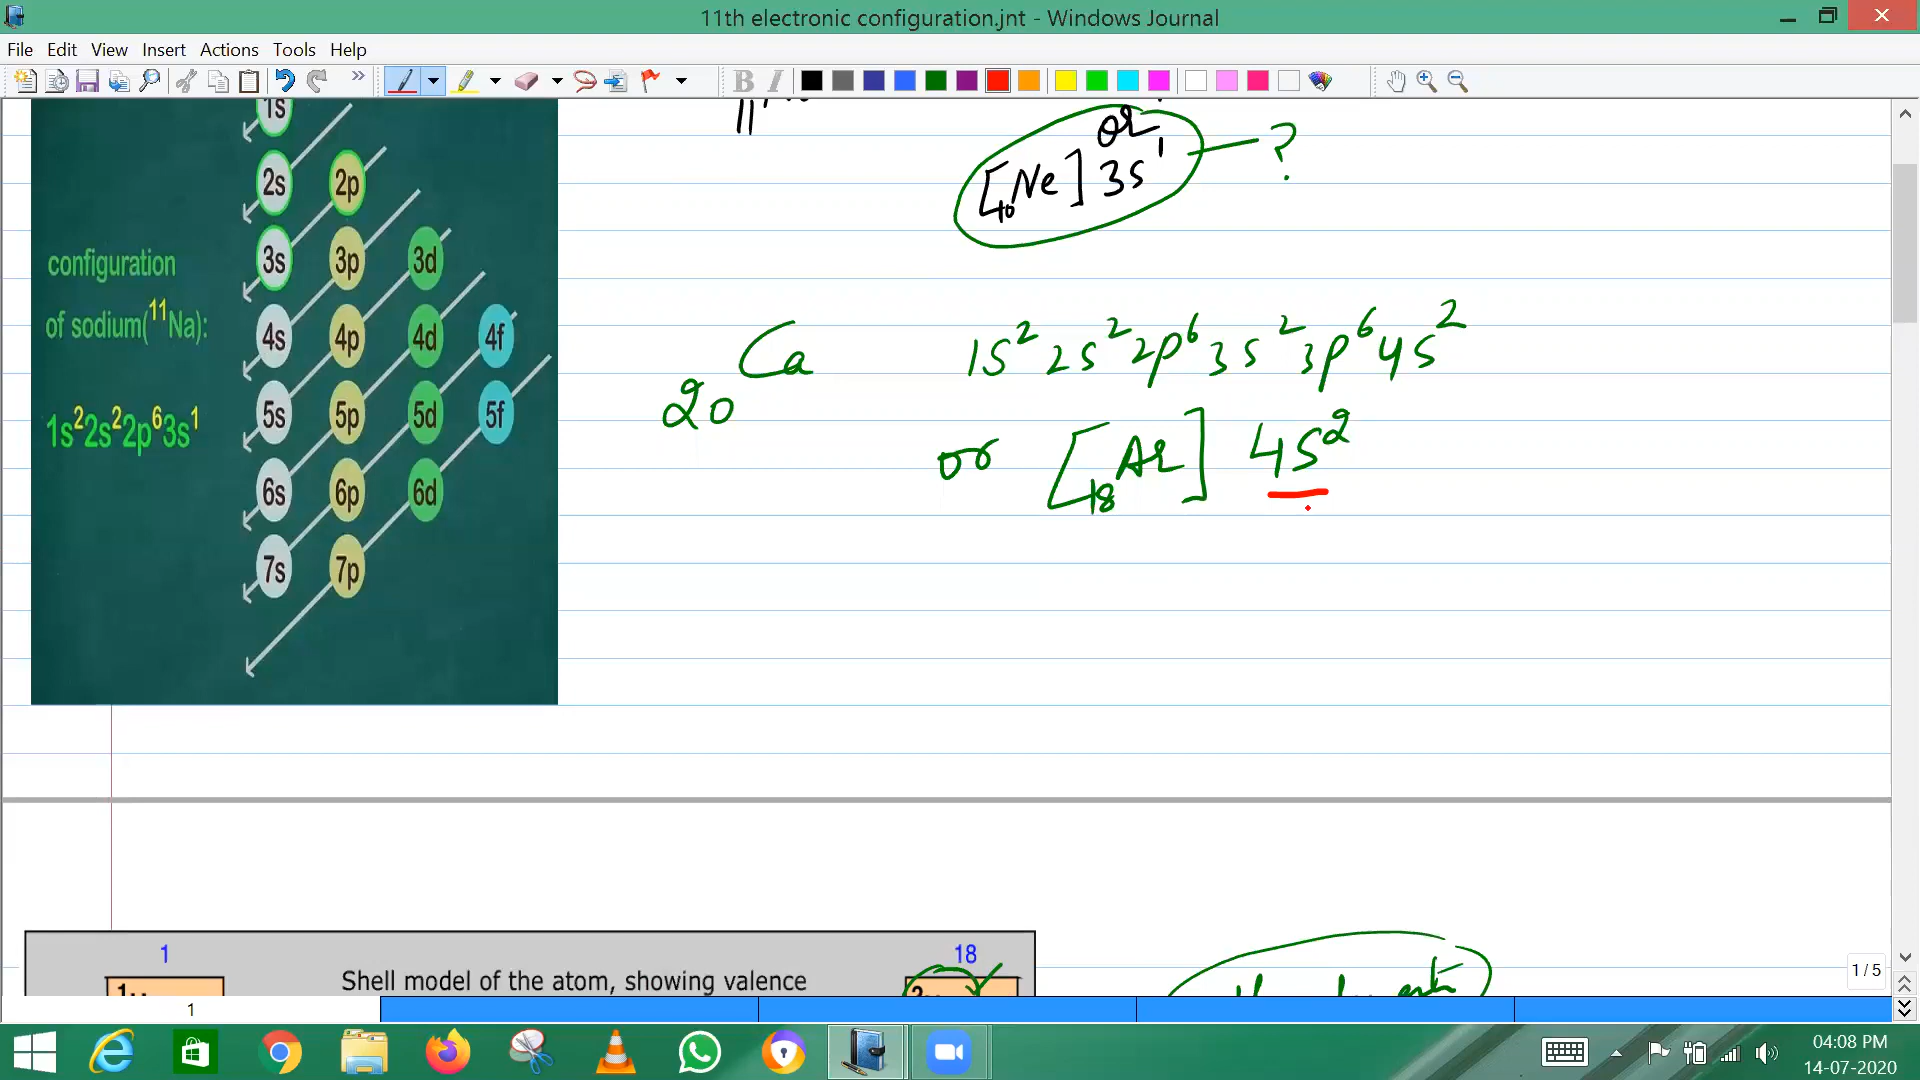 11th electronic configuration.jnt - Windows Journal
File Edit View Insert Actions Tools Help
B I
1s
2s 2p
3s 3p 3d
4s 4p 4d 4f
5s 5p 5d 5f
6s 6p 6d
7s 7p
configuration
of sodium(¹¹Na):
1s²2s²2p⁶3s¹
11
or
[₁₀Ne] 3s¹ — ?
₂₀Ca 1s² 2s² 2p⁶ 3s² 3p⁶ 4s²
or [₁₈Ar] 4s²
1 18
Shell model of the atom, showing valence
1 / 5
1
04:08 PM
14-07-2020